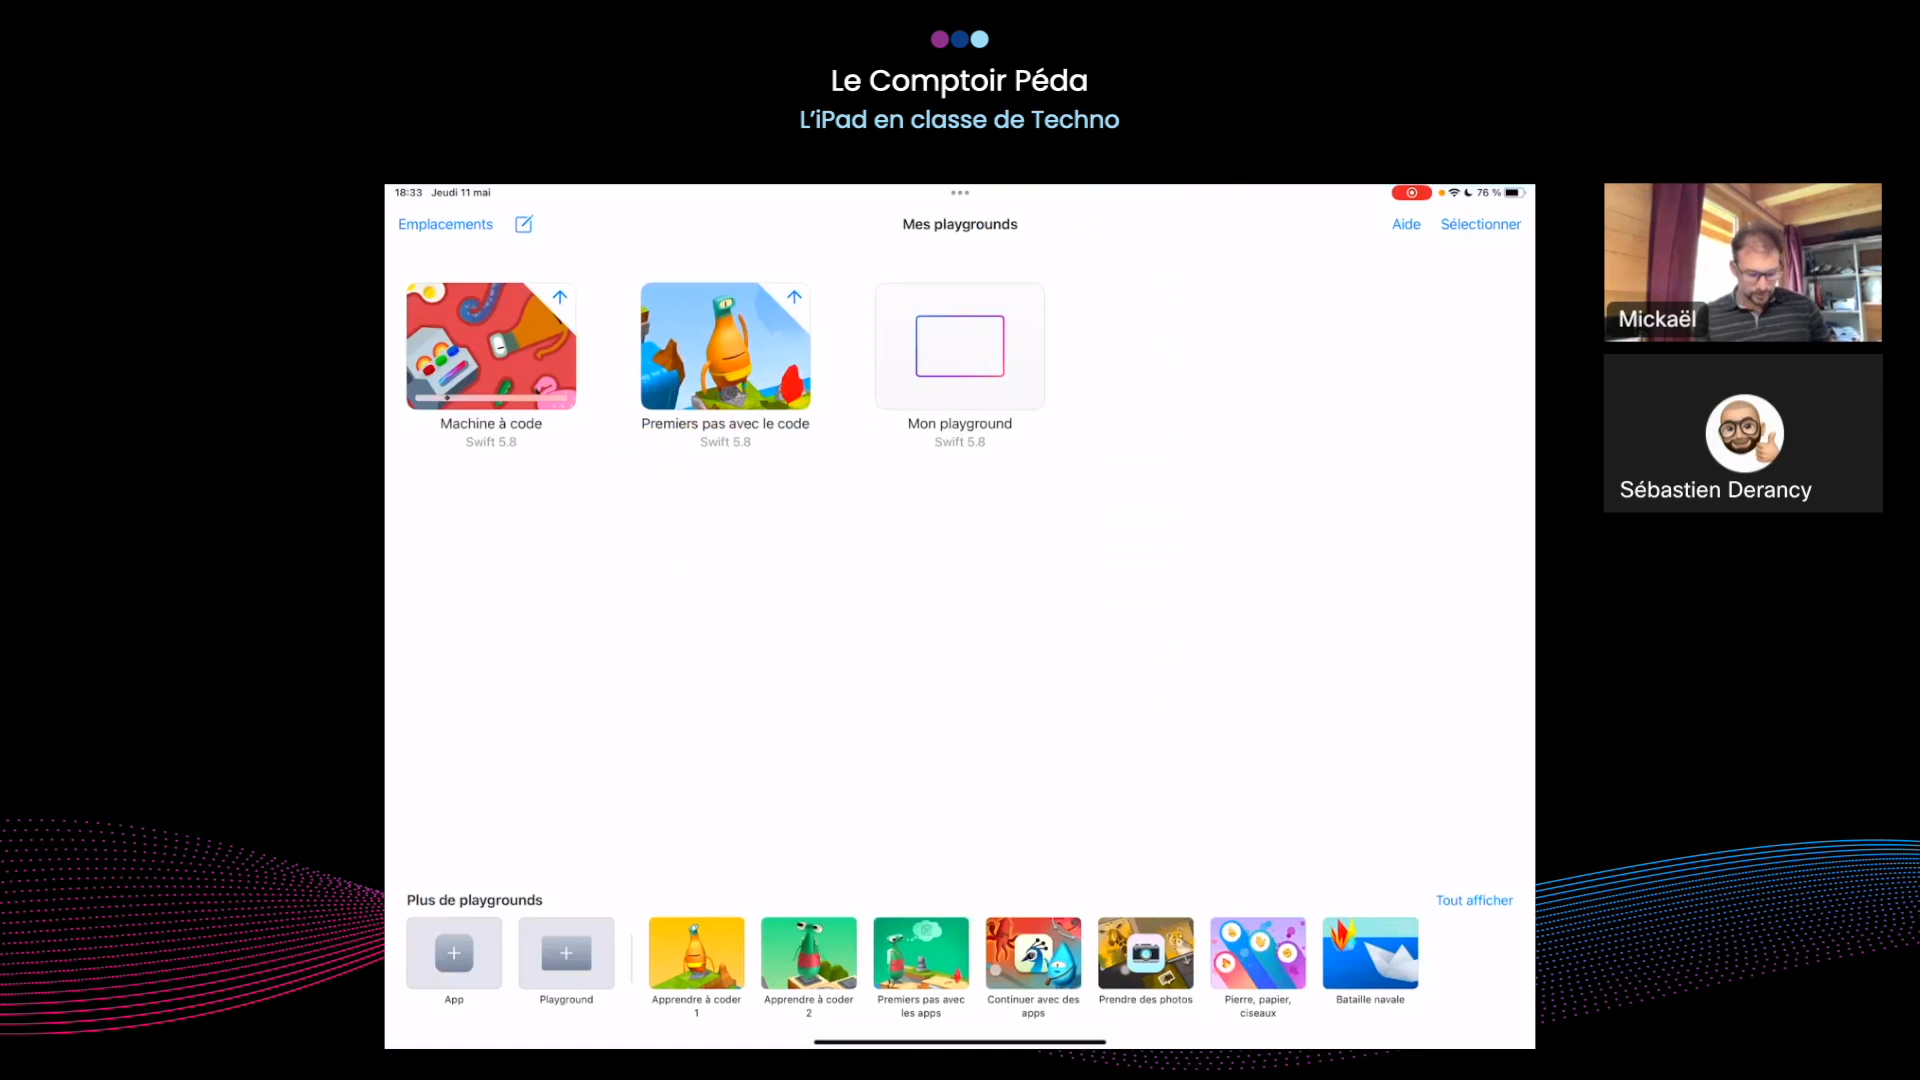 Le Comptoir Péda
L'iPad en classe de Techno
18:33 Jeudi 11 mai
76 %
Emplacements
Mes playgrounds
Aide
Sélectionner
Machine à code
Swift 5.8
Premiers pas avec le code
Swift 5.8
Mon playground
Swift 5.8
Mickaël
Sébastien Derancy
Plus de playgrounds
Tout afficher
App
Playground
Apprendre à coder
1
Apprendre à coder
2
Premiers pas avec
les apps
Continuer avec des
apps
Prendre des photos
Pierre, papier,
ciseaux
Bataille navale